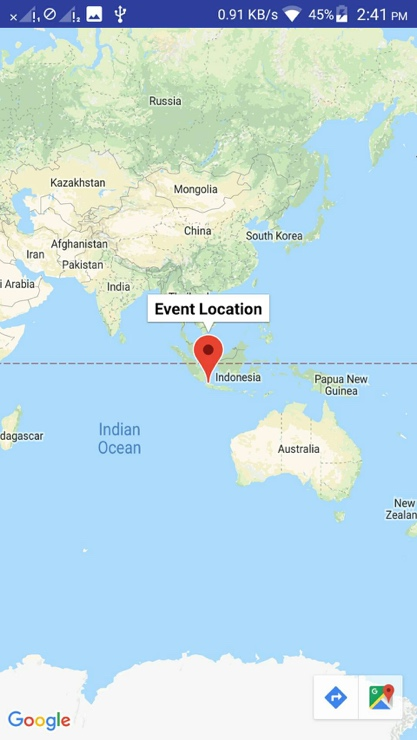 0.91 KB/s 45% 2:41 PM
Russia
Kazakhstan
Mongolia
China
South Korea
Afghanistan
Iran
Pakistan
i Arabia
India
Event Location
Indonesia
Papua New
Guinea
dagascar
Indian
Ocean
Australia
New
Zealan
Google